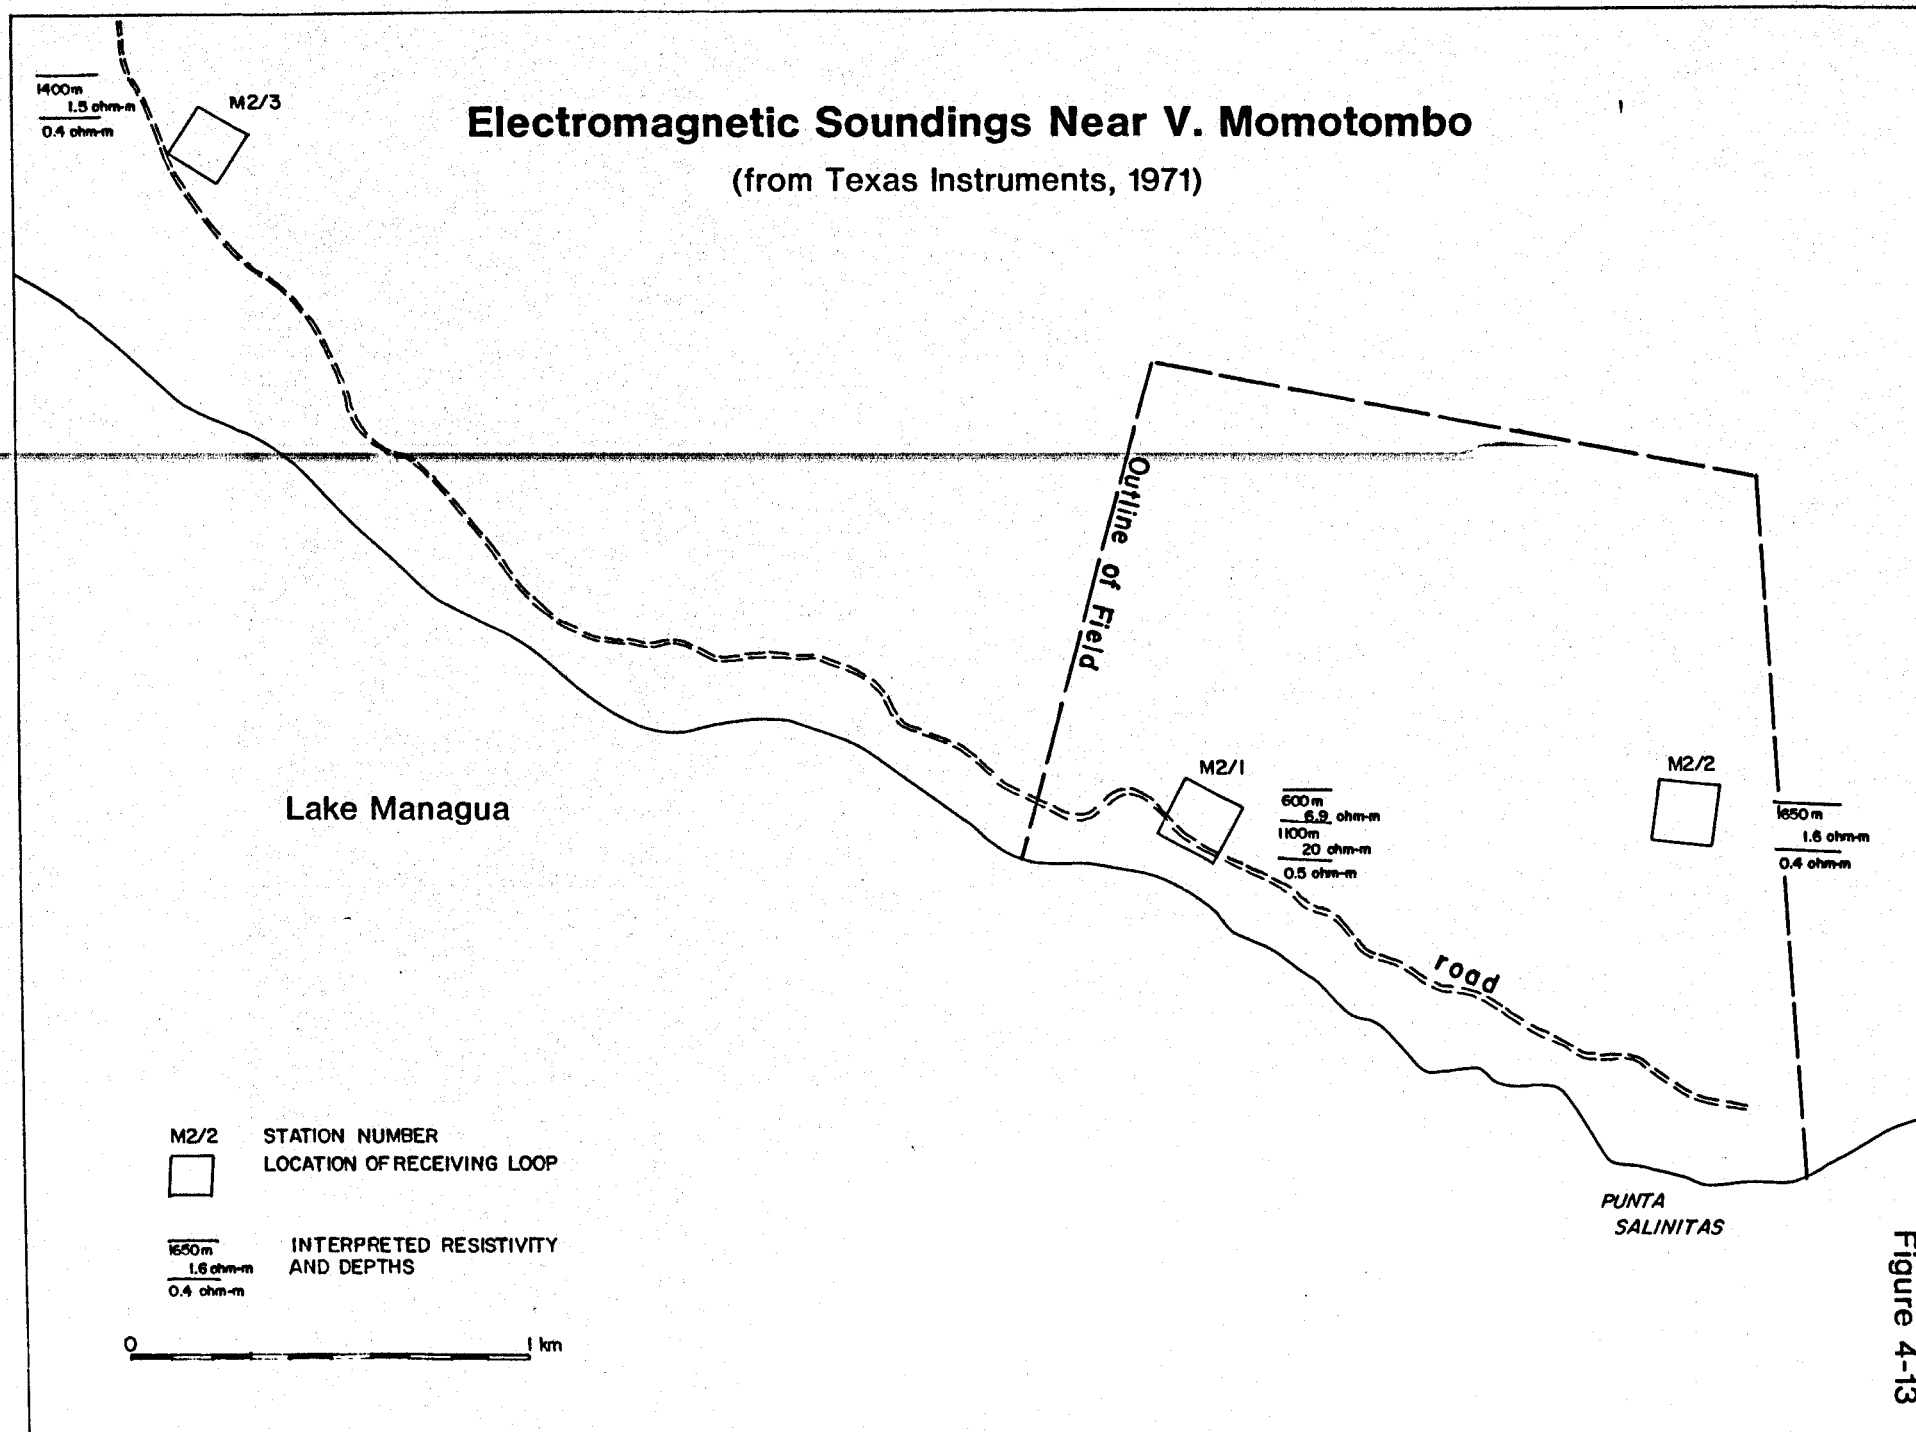 Electromagnetic Soundings Near V. Momotombo
(from Texas Instruments, 1971)
1400m
1.5 ohm-m
0.4 ohm-m
M2/3
Outline of Field
Lake Managua
M2/1
600m
6.9 ohm-m
1100m
20 ohm-m
0.5 ohm-m
M2/2
1650m
1.6 ohm-m
0.4 ohm-m
road
PUNTA
SALINITAS
M2/2 STATION NUMBER
LOCATION OF RECEIVING LOOP
1650m
1.6 ohm-m
0.4 ohm-m
INTERPRETED RESISTIVITY
AND DEPTHS
0 1 km
Figure 4-13